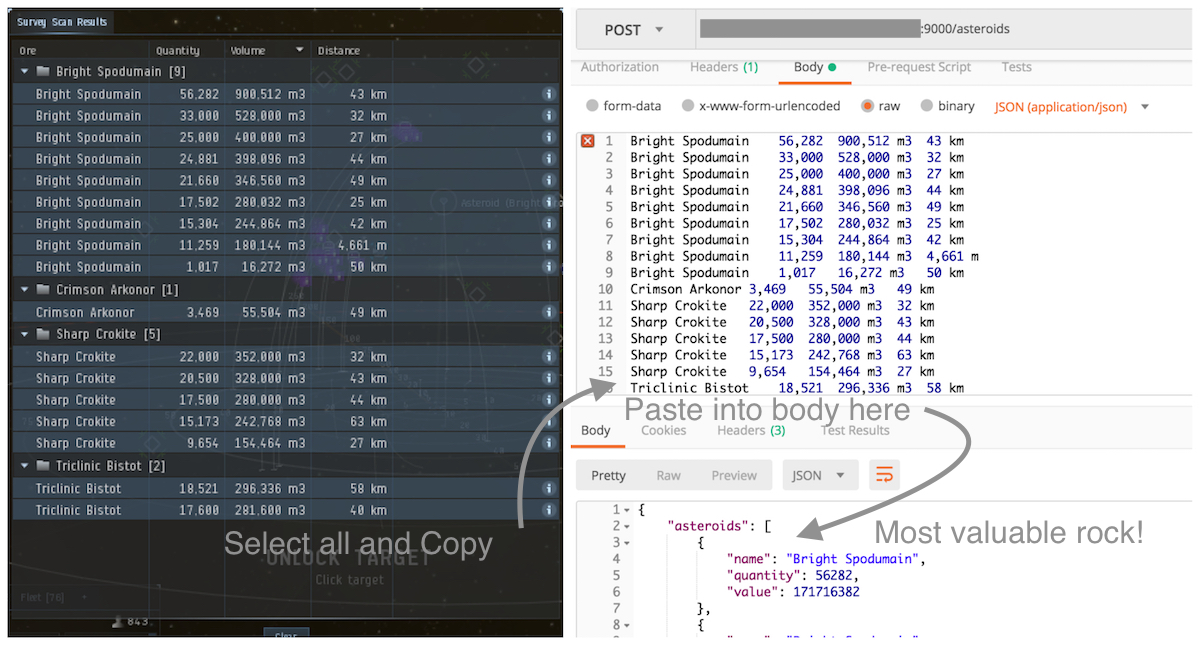 Survey Scan Results
Ore Quantity Volume Distance
Bright Spodumain [9]
Bright Spodumain 56,282 900,512 m3 43 km
Bright Spodumain 33,000 528,000 m3 32 km
Bright Spodumain 25,000 400,000 m3 27 km
Bright Spodumain 24,881 398,096 m3 44 km
Bright Spodumain 21,660 346,560 m3 49 km
Bright Spodumain 17,502 280,032 m3 25 km
Bright Spodumain 15,304 244,864 m3 42 km
Bright Spodumain 11,259 180,144 m3 4,661 m
Bright Spodumain 1,017 16,272 m3 50 km
Crimson Arkonor [1]
Crimson Arkonor 3,469 55,504 m3 49 km
Sharp Crokite [5]
Sharp Crokite 22,000 352,000 m3 32 km
Sharp Crokite 20,500 328,000 m3 43 km
Sharp Crokite 17,500 280,000 m3 44 km
Sharp Crokite 15,173 242,768 m3 63 km
Sharp Crokite 9,654 154,464 m3 27 km
Triclinic Bistot [2]
Triclinic Bistot 18,521 296,336 m3 58 km
Triclinic Bistot 17,600 281,600 m3 40 km
Select all and Copy
UNLOCK TARGET
Click target
Fleet [76]
843
Clear
POST :9000/asteroids
Authorization Headers (1) Body Pre-request Script Tests
form-data x-www-form-urlencoded raw binary JSON (application/json)
1 Bright Spodumain 56,282 900,512 m3 43 km
2 Bright Spodumain 33,000 528,000 m3 32 km
3 Bright Spodumain 25,000 400,000 m3 27 km
4 Bright Spodumain 24,881 398,096 m3 44 km
5 Bright Spodumain 21,660 346,560 m3 49 km
6 Bright Spodumain 17,502 280,032 m3 25 km
7 Bright Spodumain 15,304 244,864 m3 42 km
8 Bright Spodumain 11,259 180,144 m3 4,661 m
9 Bright Spodumain 1,017 16,272 m3 50 km
10 Crimson Arkonor 3,469 55,504 m3 49 km
11 Sharp Crokite 22,000 352,000 m3 32 km
12 Sharp Crokite 20,500 328,000 m3 43 km
13 Sharp Crokite 17,500 280,000 m3 44 km
14 Sharp Crokite 15,173 242,768 m3 63 km
15 Sharp Crokite 9,654 154,464 m3 27 km
Triclinic Bistot 18,521 296,336 m3 58 km
Paste into body here
Body Cookies Headers (3) Test Results
Pretty Raw Preview JSON
1 {
2 "asteroids": [
3 {
Most valuable rock!
4 "name": "Bright Spodumain",
5 "quantity": 56282,
6 "value": 171716382
7 },
8 {